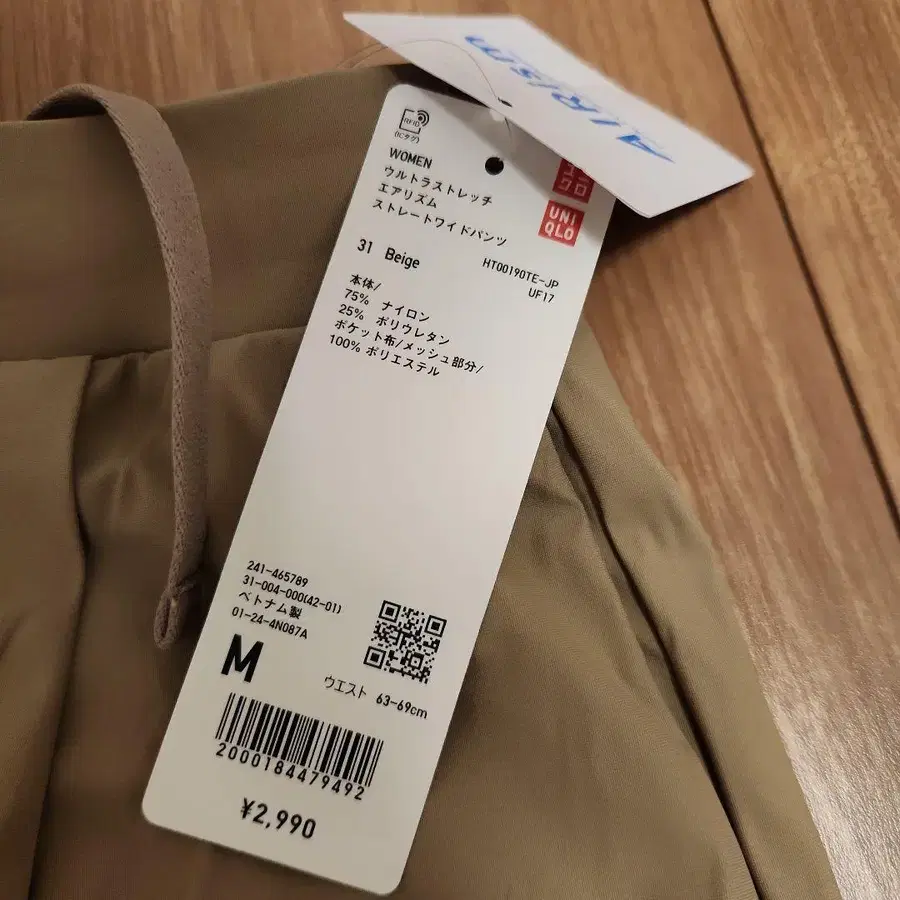 AIRism
RFID
(ICタグ)
WOMEN
ウルトラストレッチ
エアリズム
ストレートワイドパンツ
ユニ
クロ
UNI
QLO
31 Beige
HT00190TE-JP
UF17
本体/
75% ナイロン
25% ポリウレタン
ポケット布/メッシュ部分/
100% ポリエステル
241-465789
31-004-000(42-01)
ベトナム製
01-24-4N087A
M
ウエスト 63-69cm
2000184479492
¥2,990